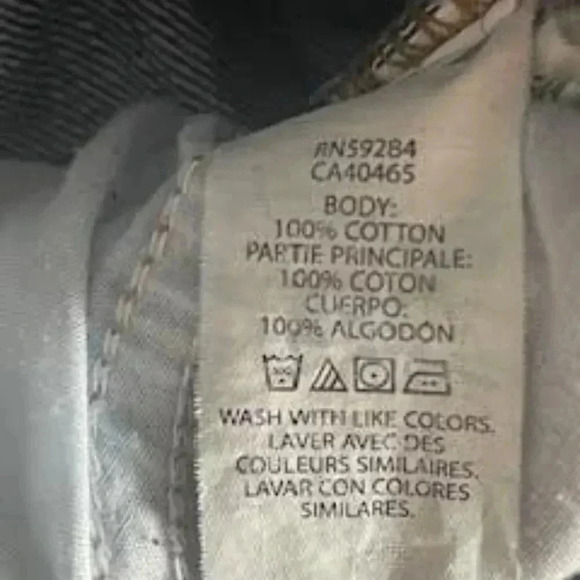 RN59284
CA40465
BODY:
100% COTTON
PARTIE PRINCIPALE:
100% COTON
CUERPO:
100% ALGODÓN
WASH WITH LIKE COLORS.
LAVER AVEC DES
COULEURS SIMILAIRES.
LAVAR CON COLORES
SIMILARES.